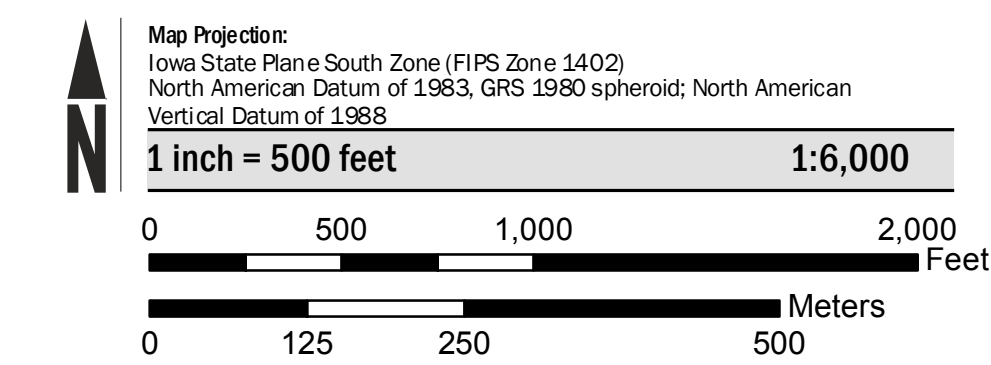 Map Projection:
Iowa State Plane South Zone (FIPS Zone 1402)
North American Datum of 1983, GRS 1980 spheroid; North American
Vertical Datum of 1988
N
1 inch = 500 feet 1:6,000
0 500 1,000 2,000
Feet
Meters
0 125 250 500